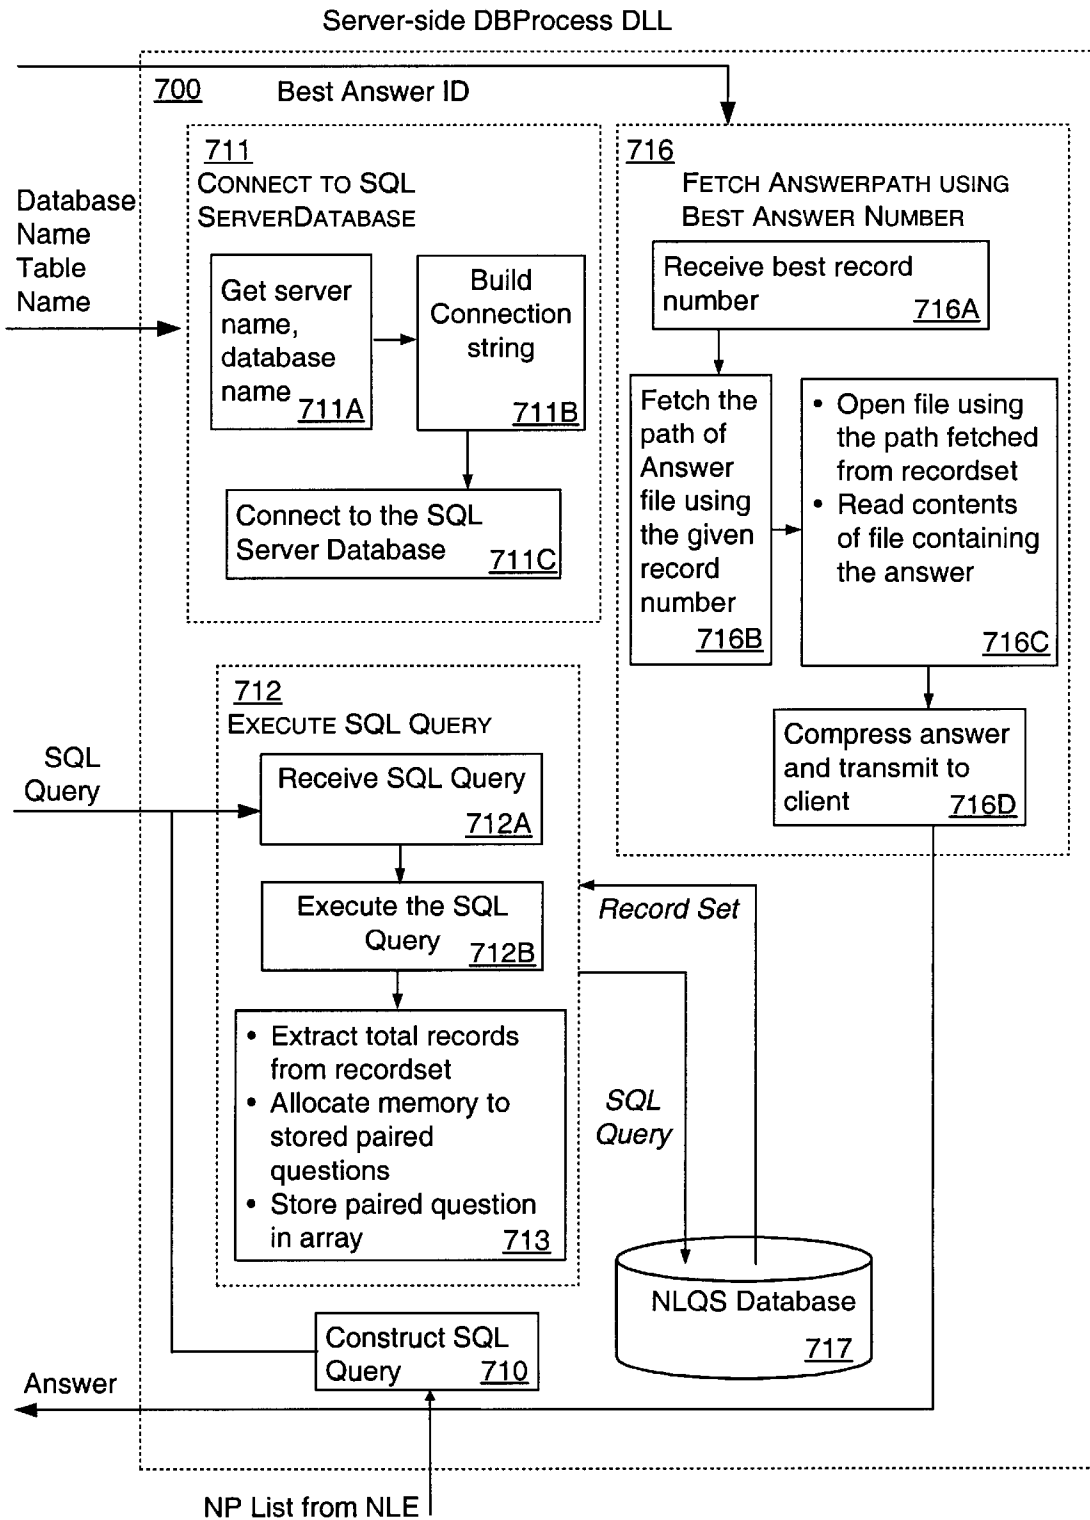 Server-side DBProcess DLL
700
Best Answer ID
Database
Name
Table
Name
711
CONNECT TO SQL
SERVERDATABASE
Get server
name,
database
name
711A
Build
Connection
string
711B
Connect to the SQL
Server Database
711C
716
FETCH ANSWERPATH USING
BEST ANSWER NUMBER
Receive best record
number
716A
Fetch the
path of
Answer
file using
the given
record
number
716B
• Open file using
the path fetched
from recordset
• Read contents
of file containing
the answer
716C
Compress answer
and transmit to
client
716D
712
EXECUTE SQL QUERY
SQL
Query
Receive SQL Query
712A
Execute the SQL
Query
712B
• Extract total records
from recordset
• Allocate memory to
stored paired
questions
• Store paired question
in array
713
Record Set
SQL
Query
NLQS Database
717
Construct SQL
Query
710
Answer
NP List from NLE